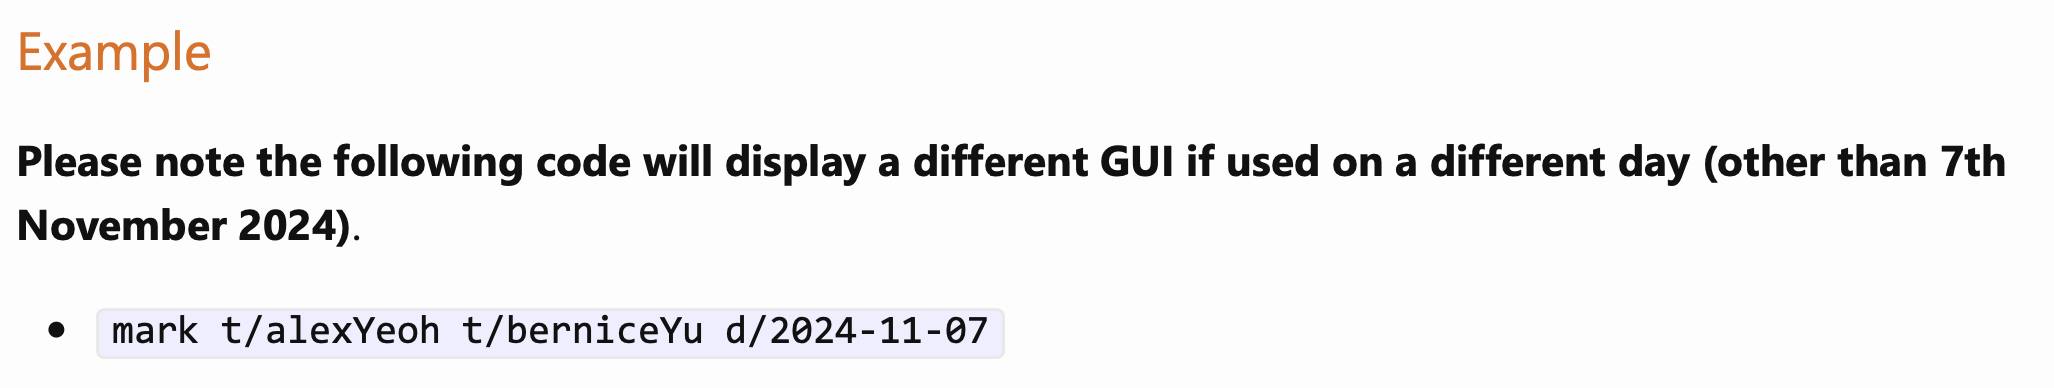 Example
Please note the following code will display a different GUI if used on a different day (other than 7th
November 2024).
• mark t/alexYeoh t/berniceYu d/2024-11-07